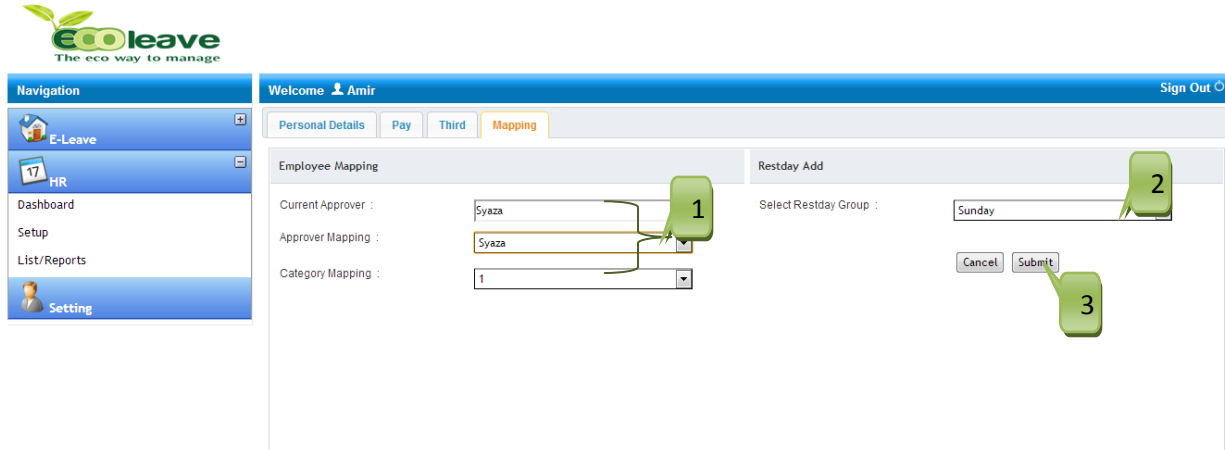 ecoleave
The eco way to manage
Navigation
Welcome Amir
Sign Out
E-Leave
17
HR
Dashboard
Setup
List/Reports
Setting
Personal Details Pay Third Mapping
Employee Mapping
Current Approver : Syaza
Approver Mapping : Syaza
Category Mapping : 1
1
Restday Add
Select Restday Group : Sunday
2
Cancel Submit
3